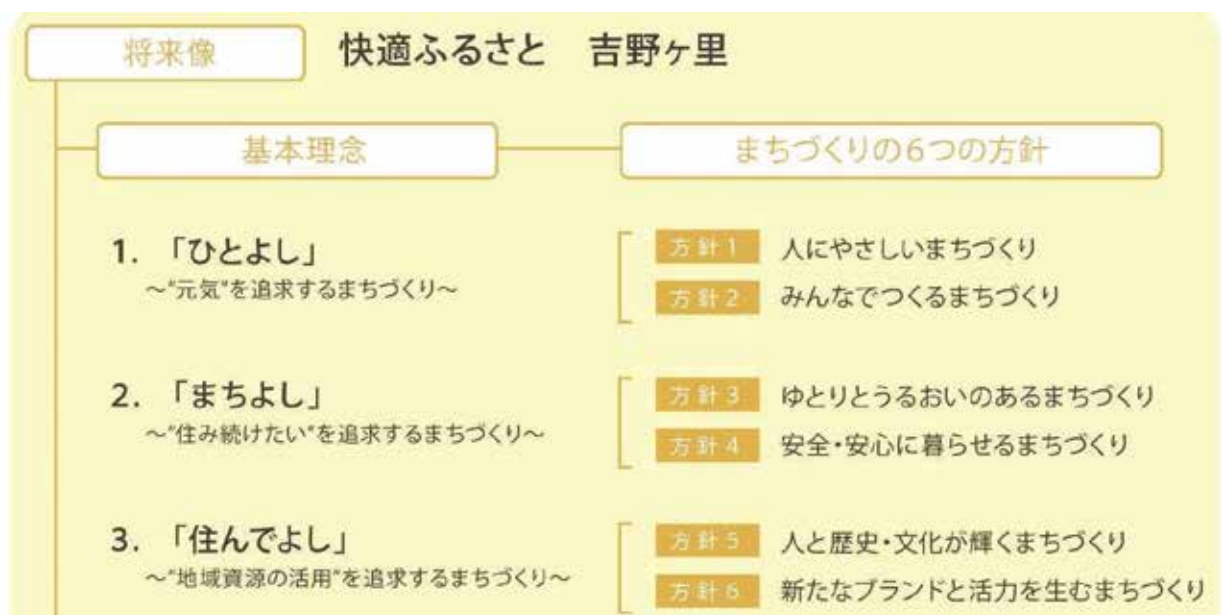 将来像
快適ふるさと 吉野ヶ里
基本理念
まちづくりの6つの方針
1. 「ひとよし」
~"元気"を追求するまちづくり~
方針1 人にやさしいまちづくり
方針2 みんなでつくるまちづくり
2. 「まちよし」
~"住み続けたい"を追求するまちづくり~
方針3 ゆとりとうるおいのあるまちづくり
方針4 安全・安心に暮らせるまちづくり
3. 「住んでよし」
~"地域資源の活用"を追求するまちづくり~
方針5 人と歴史・文化が輝くまちづくり
方針6 新たなブランドと活力を生むまちづくり